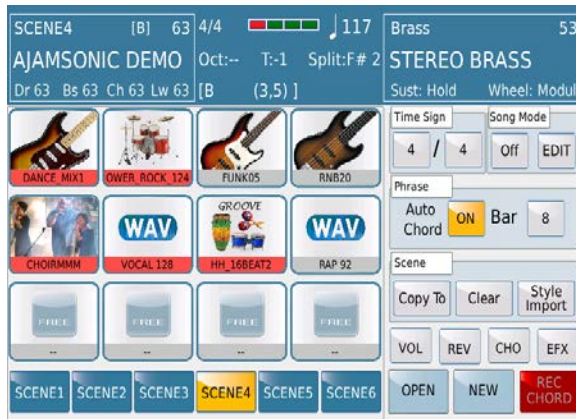 SCENE4 [B] 63
4/4 117
Brass 53
AJAMSONIC DEMO
Oct:-- T:-1 Split:F# 2
STEREO BRASS
Dr 63 Bs 63 Ch 63 Lw 63
[B (3,5) ]
Sust: Hold Wheel: Modul
Time Sign
Song Mode
4 / 4
Off EDIT
DANCE_MIX1
OWER_ROCK_124
FUNK05
RNB20
Phrase
Auto Chord ON Bar 8
WAV
GROOVE
WAV
CHOIRMMM
VOCAL 128
HH_16BEAT2
RAP 92
Scene
Copy To
Clear
Style Import
FREE
FREE
FREE
FREE
--
--
--
--
VOL REV CHO EFX
SCENE1 SCENE2 SCENE3 SCENE4 SCENE5 SCENE6
OPEN NEW REC CHORD